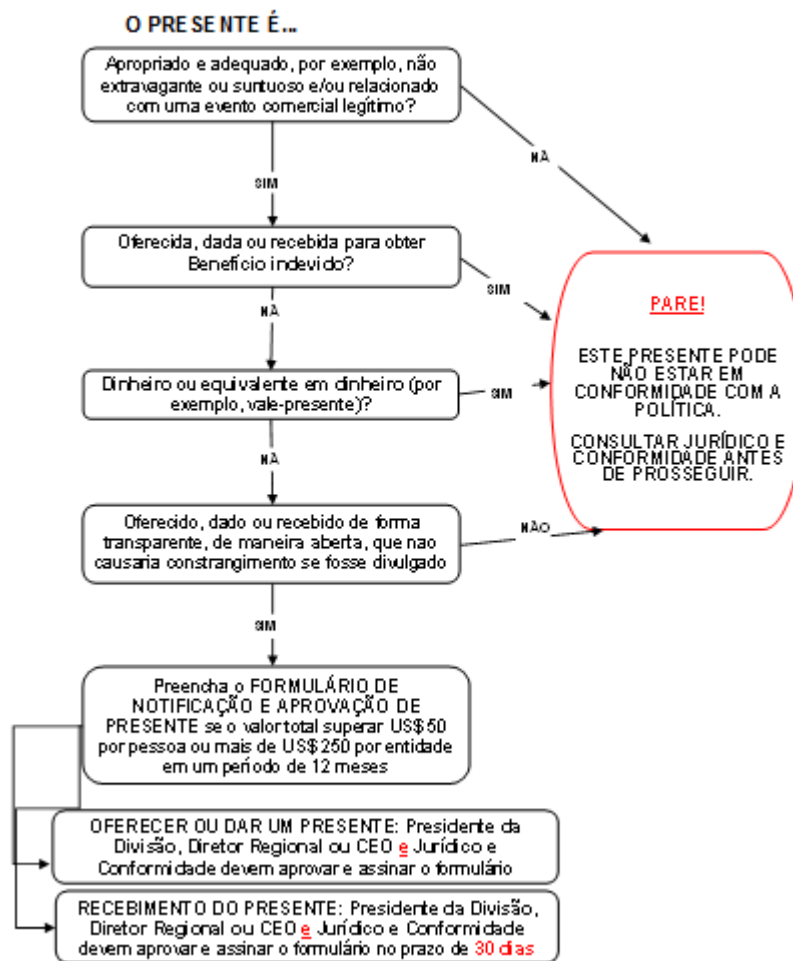 O PRESENTE É...
Apropriado e adequado, por exemplo, não
extravagante ou suntuoso e/ou relacionado
com uma evento comercial legítimo?
NÃ
SIM
Oferecida, dada ou recebida para obter
Benefício indevido?
SIM
NÃ
PARE!
ESTE PRESENTE PODE
NÃO ESTAR EM
CONFORMIDADE COM A
POLÍTICA.
CONSULTAR JURÍDICO E
CONFORMIDADE ANTES
DE PROSSEGUIR.
Dinheiro ou equivalente em dinheiro (por
exemplo, vale-presente)?
SIM
NÃ
Oferecido, dado ou recebido de forma
transparente, de maneira aberta, que nao
causaria constrangimento se fosse divulgado
NÃO
SIM
Preencha o FORMULÁRIO DE
NOTIFICAÇÃO E APROVAÇÃO DE
PRESENTE se o valor total superar US$50
por pessoa ou mais de US$250 por entidade
em um período de 12 meses
OFERECER OU DAR UM PRESENTE: Presidente da
Divisão, Diretor Regional ou CEO e Jurídico e
Conformidade devem aprovar e assinar o formulário
RECEBIMENTO DO PRESENTE: Presidente da Divisão,
Diretor Regional ou CEO e Jurídico e Conformidade
devem aprovar e assinar o formulário no prazo de 30 dias